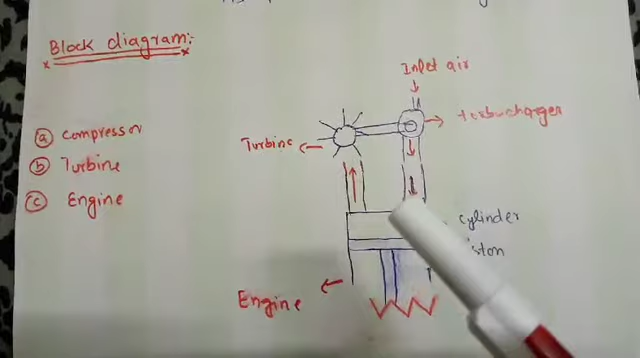 Block diagram:
Inlet air
turbocharger
Turbine
ⓐ compressor
ⓑ Turbine
ⓒ Engine
cylinder
Engine